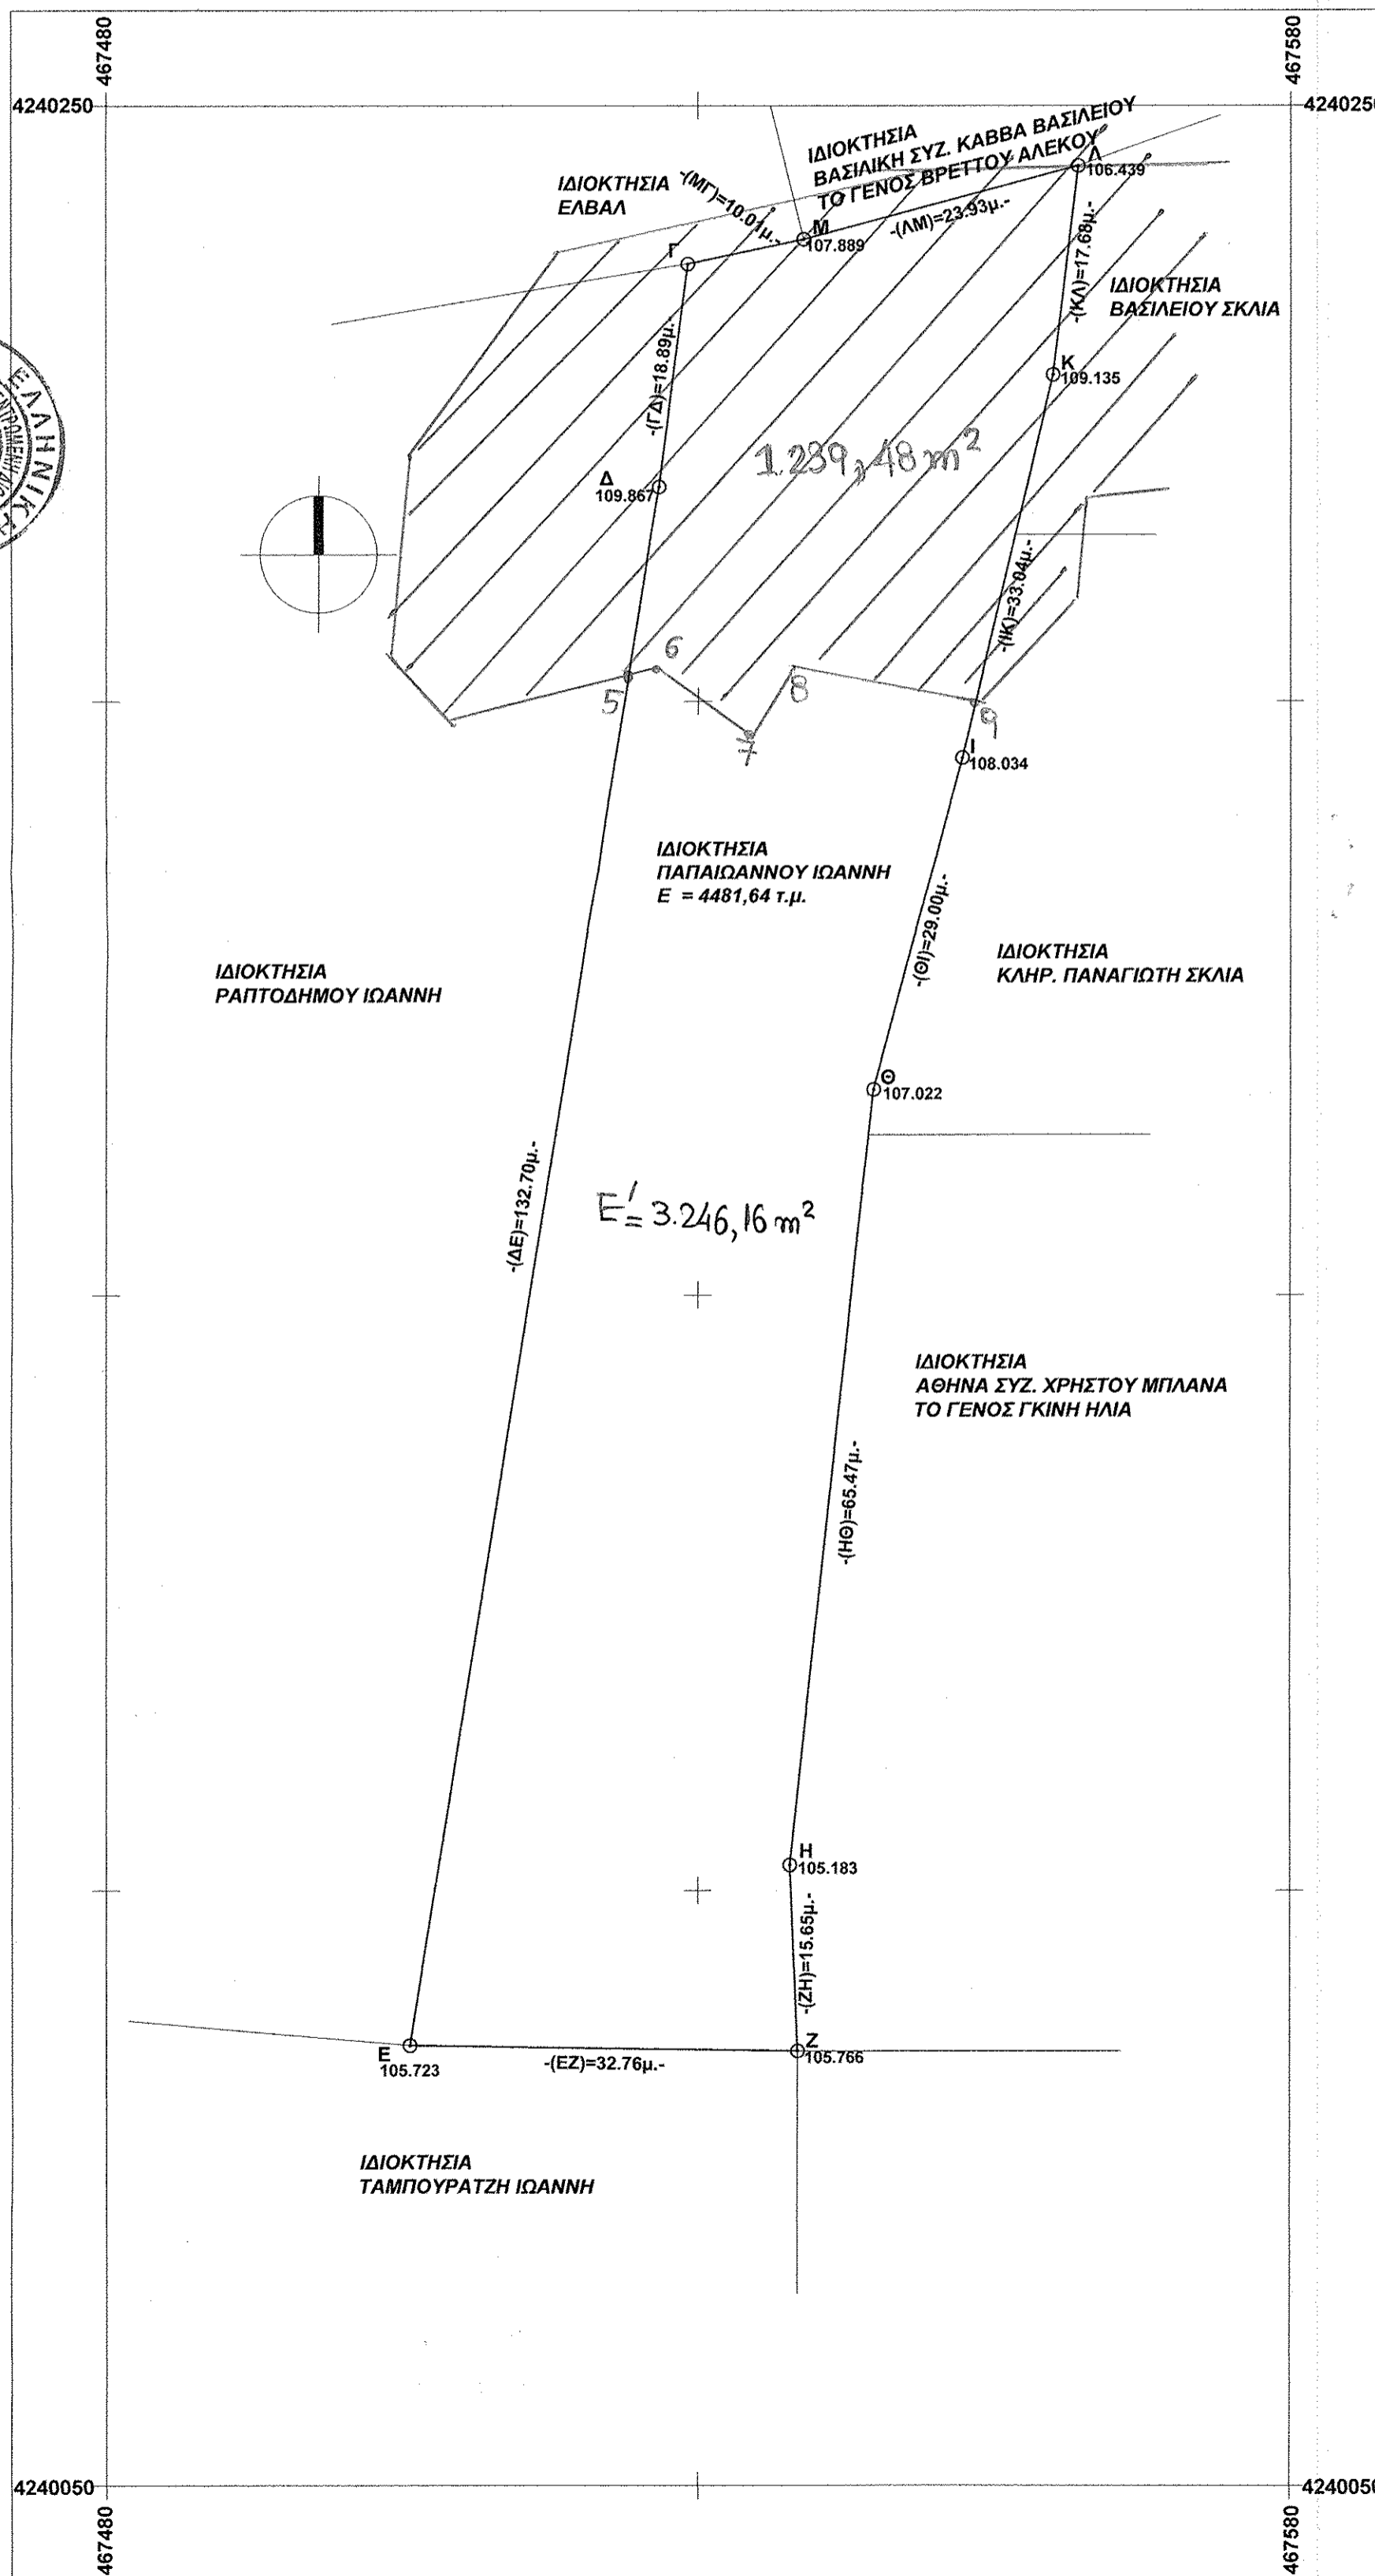 467480
467580
4240250
4240250
ΙΔΙΟΚΤΗΣΙΑ
ΒΑΣΙΛΙΚΗ ΣΥΖ. ΚΑΒΒΑ ΒΑΣΙΛΕΙΟΥ
ΤΟ ΓΕΝΟΣ ΒΡΕΤΤΟΥ ΑΛΕΚΟΥ
Λ
106.439
ΙΔΙΟΚΤΗΣΙΑ
ΕΛΒΑΛ
-(ΜΓ)=10.01μ.-
Μ
107.889
-(ΛΜ)=23.93μ.-
Γ
-(ΚΛ)=17.68μ.-
ΙΔΙΟΚΤΗΣΙΑ
ΒΑΣΙΛΕΙΟΥ ΣΚΛΙΑ
-(ΓΔ)=18.89μ.-
Κ
109.135
ΕΛΛΗΝΙΚΗ
1.239,48 m²
Δ
109.867
-(ΙΚ)=33.04μ.-
5
6
7
8
9
Ι
108.034
ΙΔΙΟΚΤΗΣΙΑ
ΠΑΠΑΙΩΑΝΝΟΥ ΙΩΑΝΝΗ
Ε = 4481,64 τ.μ.
-(ΘΙ)=29.00μ.-
ΙΔΙΟΚΤΗΣΙΑ
ΚΛΗΡ. ΠΑΝΑΓΙΩΤΗ ΣΚΛΙΑ
ΙΔΙΟΚΤΗΣΙΑ
ΡΑΠΤΟΔΗΜΟΥ ΙΩΑΝΝΗ
Θ
107.022
-(ΔΕ)=132.70μ.-
Ε'= 3.246,16 m²
ΙΔΙΟΚΤΗΣΙΑ
ΑΘΗΝΑ ΣΥΖ. ΧΡΗΣΤΟΥ ΜΠΛΑΝΑ
ΤΟ ΓΕΝΟΣ ΓΚΙΝΗ ΗΛΙΑ
-(ΗΘ)=65.47μ.-
Η
105.183
-(ΖΗ)=15.65μ.-
Ε
105.723
-(ΕΖ)=32.76μ.-
Ζ
105.766
ΙΔΙΟΚΤΗΣΙΑ
ΤΑΜΠΟΥΡΑΤΖΗ ΙΩΑΝΝΗ
4240050
4240050
467480
467580